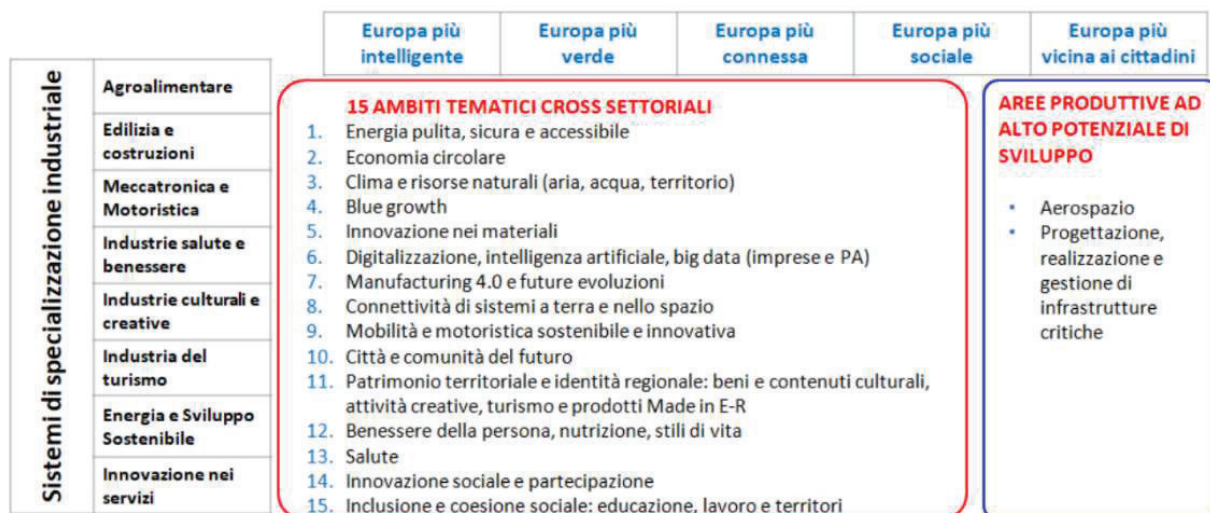 Europa più intelligente
Europa più verde
Europa più connessa
Europa più sociale
Europa più vicina ai cittadini
Sistemi di specializzazione industriale
Agroalimentare
Edilizia e
costruzioni
Meccatronica e
Motoristica
Industrie salute e
benessere
Industrie culturali e
creative
Industria del
turismo
Energia e Sviluppo
Sostenibile
Innovazione nei
servizi
15 AMBITI TEMATICI CROSS SETTORIALI
1. Energia pulita, sicura e accessibile
2. Economia circolare
3. Clima e risorse naturali (aria, acqua, territorio)
4. Blue growth
5. Innovazione nei materiali
6. Digitalizzazione, intelligenza artificiale, big data (imprese e PA)
7. Manufacturing 4.0 e future evoluzioni
8. Connettività di sistemi a terra e nello spazio
9. Mobilità e motoristica sostenibile e innovativa
10. Città e comunità del futuro
11. Patrimonio territoriale e identità regionale: beni e contenuti culturali,
attività creative, turismo e prodotti Made in E-R
12. Benessere della persona, nutrizione, stili di vita
13. Salute
14. Innovazione sociale e partecipazione
15. Inclusione e coesione sociale: educazione, lavoro e territori
AREE PRODUTTIVE AD
ALTO POTENZIALE DI
SVILUPPO
• Aerospazio
• Progettazione,
realizzazione e
gestione di
infrastrutture
critiche